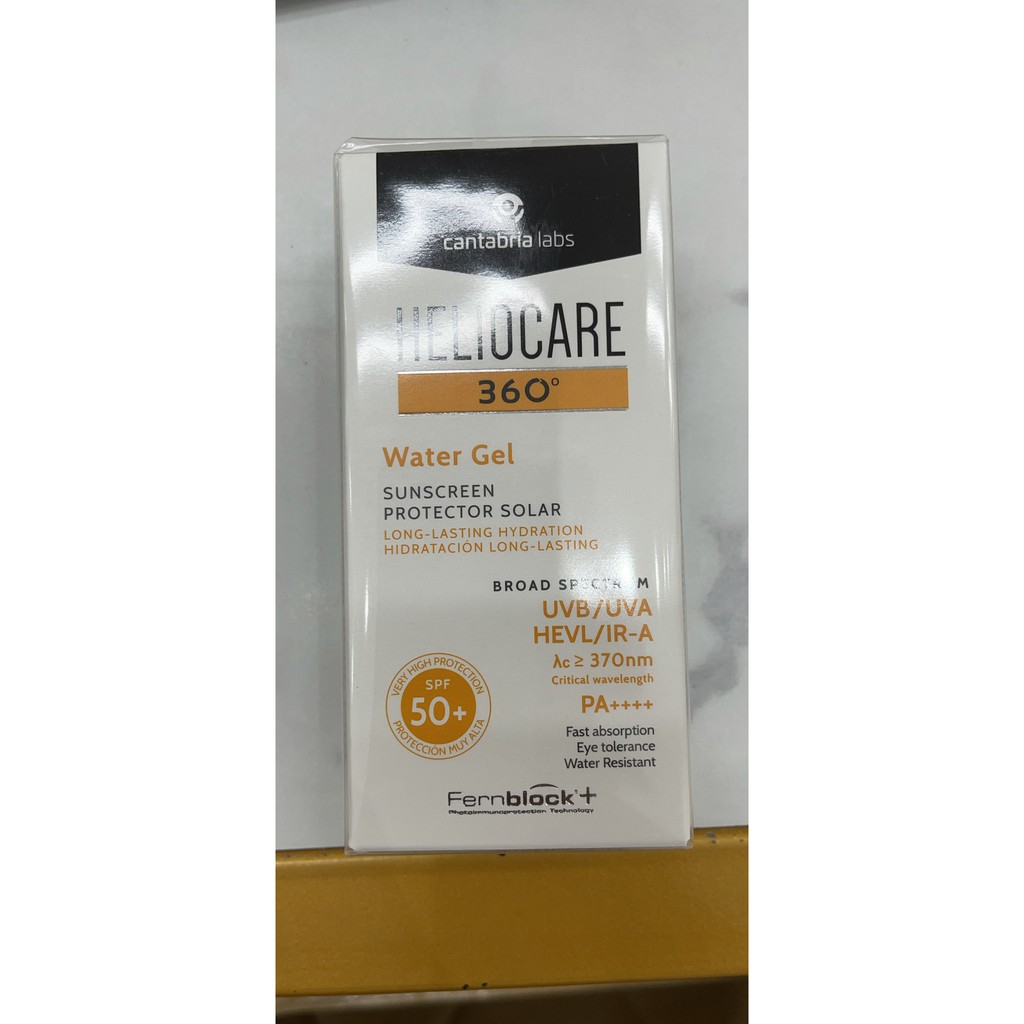 cantabria labs
HELIOCARE
360°
Water Gel
SUNSCREEN
PROTECTOR SOLAR
LONG-LASTING HYDRATION
HIDRATACIÓN LONG-LASTING
BROAD SPECTRUM
UVB/UVA
HEVL/IR-A
λc ≥ 370nm
Critical wavelength
PA++++
VERY HIGH PROTECTION
SPF
50+
PROTECCIÓN MUY ALTA
Fast absorption
Eye tolerance
Water Resistant
Fernblock®+
Photoimmunoprotection Technology